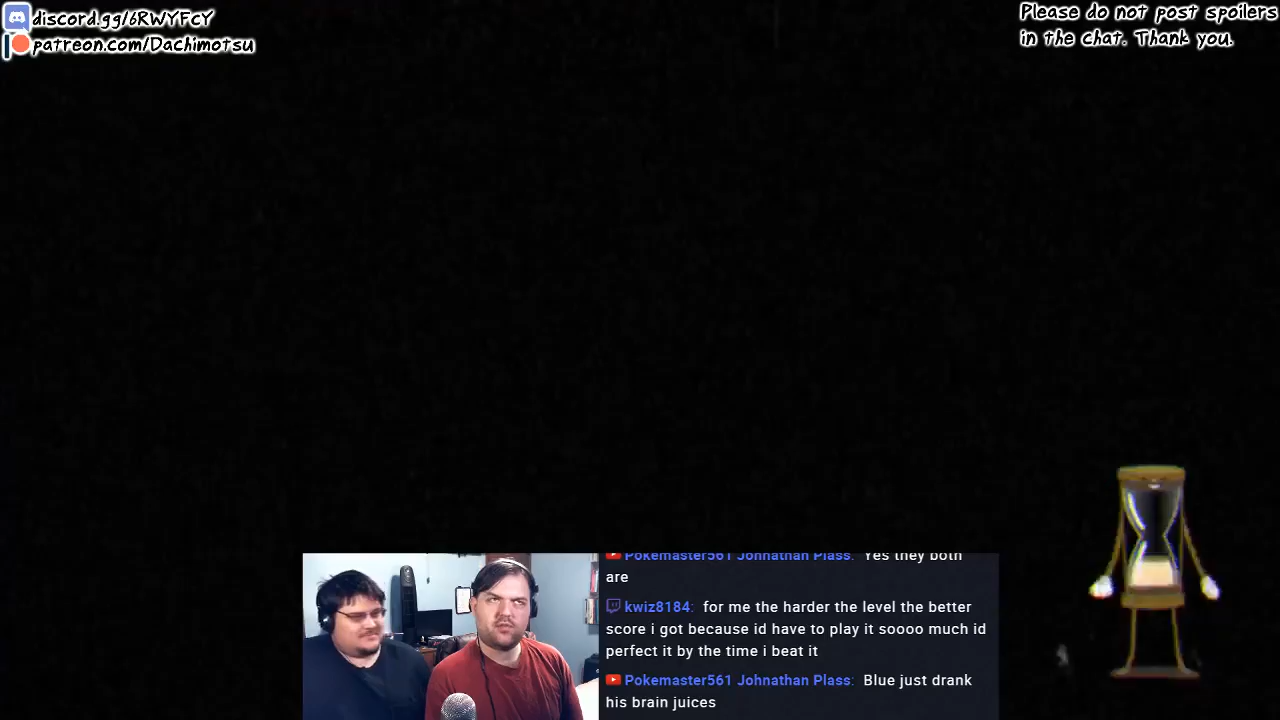 discord.gg/6RWYFcY
patreon.com/Dachimotsu
Please do not post spoilers
in the chat. Thank you.
Pokemaster561 Johnathan Plass: Yes they both
are
kwiz8184: for me the harder the level the better
score i got because id have to play it soooo much id
perfect it by the time i beat it
Pokemaster561 Johnathan Plass: Blue just drank
his brain juices